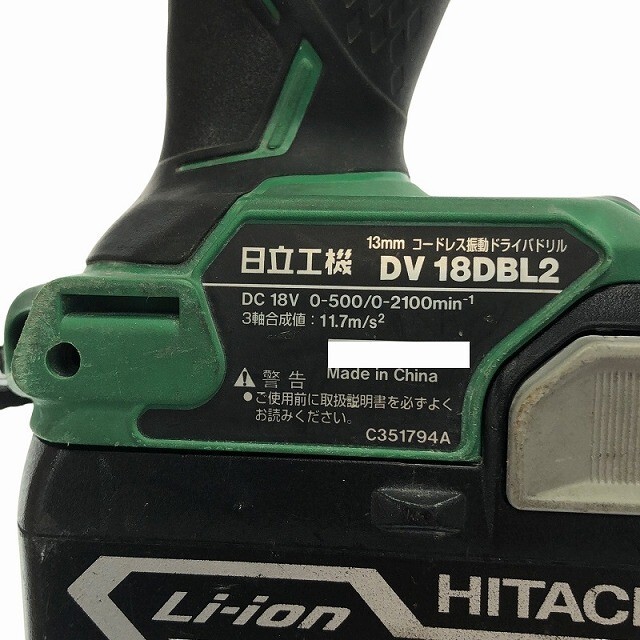 13mm コードレス振動ドライバドリル
日立工機 DV 18DBL2
DC 18V 0-500/0-2100min⁻¹
3軸合成値：11.7m/s²
Made in China
警告
●ご使用前に取扱説明書を必ずよく
お読みください。
C351794A
Li-ion HITAC